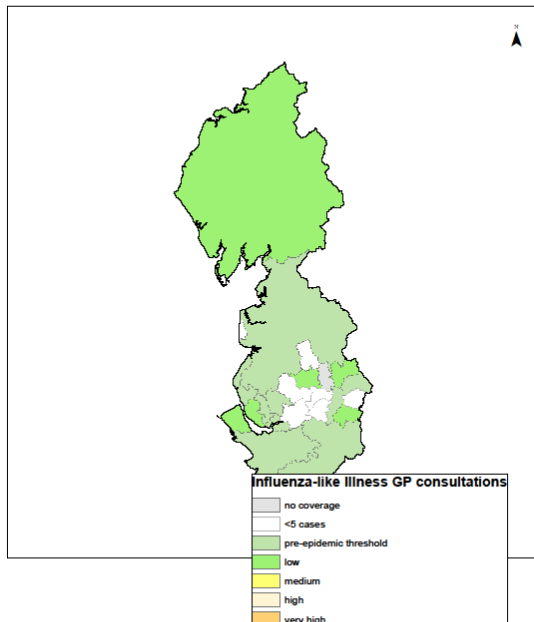 N
Influenza-like Illness GP consultations
no coverage
<5 cases
pre-epidemic threshold
low
medium
high
very high